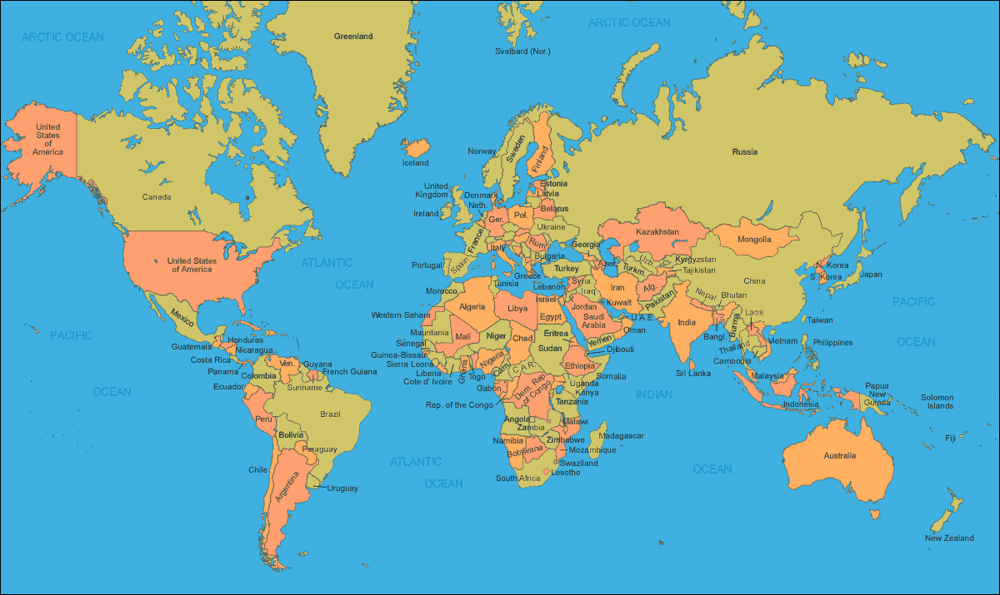 ARCTIC OCEAN
ARCTIC OCEAN
Greenland
Svalbard (Nor.)
United
States
of
America
Canada
Iceland
Norway
Sweden
Finland
Russia
United
Kingdom
Ireland
Denmark
Neth.
Estonia
Latvia
Belarus
Ger.
Pol.
Ukraine
France
Rom.
Italy
Bulgaria
Spain
Portugal
Greece
Georgia
Azer.
Turkey
Kazakhstan
Mongolia
Uzb.
Turkm.
Kyrgyzstan
Tajikistan
China
N. Korea
S. Korea
Japan
United States
of America
ATLANTIC
OCEAN
PACIFIC
OCEAN
PACIFIC
OCEAN
Mexico
Guatemala
Honduras
Nicaragua
Costa Rica
Panama
Ven.
Guyana
French Guiana
Suriname
Colombia
Ecuador
Peru
Brazil
Bolivia
Paraguay
Chile
Argentina
Uruguay
Morocco
Tunisia
Algeria
Libya
Egypt
Western Sahara
Mauritania
Mali
Niger
Chad
Sudan
Eritrea
Senegal
Guinea-Bissau
Sierra Leone
Liberia
Cote d' Ivoire
Ghana
Togo
Nigeria
Cam.
C.A.R.
Ethiopia
Djibouti
Somalia
Gabon
Rep. of the Congo
Dem. Rep.
of Congo
Uganda
Kenya
Tanzania
Angola
Zambia
Malawi
Namibia
Botswana
Zimbabwe
Mozambique
Madagascar
Swaziland
Lesotho
South Africa
Lebanon
Syria
Israel
Iraq
Jordan
Saudi
Arabia
Kuwait
Iran
Afg.
Pakistan
U.A.E.
Oman
Yemen
India
Nepal
Bhutan
Bangl.
Burma
Laos
Thailand
Vietnam
Cambodia
Sri Lanka
Taiwan
Philippines
Malaysia
Indonesia
Papua
New
Guinea
Solomon
Islands
Fiji
Australia
New Zealand
INDIAN
OCEAN
ATLANTIC
OCEAN